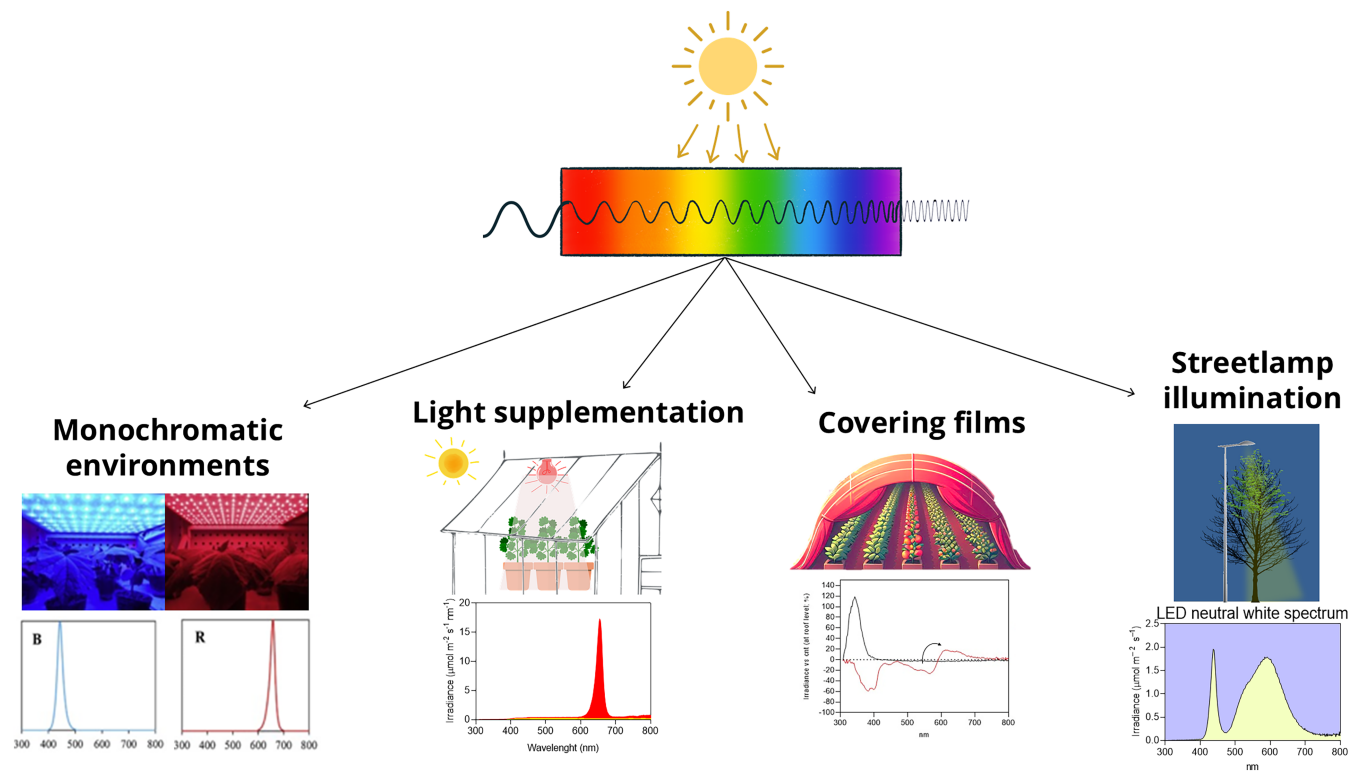 Streetlamp
illumination
Light supplementation
Covering films
Monochromatic
environments
B
300 400 500 600 700 800
R
300 400 500 600 700 800
Irradiance (µmol m⁻² s⁻¹ nm⁻¹)
20
15
10
5
0
300 400 500 600 700 800
Wavelenght (nm)
Irradiance vs cnt (at roof level; %)
140
120
100
80
60
40
20
0
-20
-40
-60
-80
-100
300 400 500 600 700 800
nm
LED neutral white spectrum
Irradiance (µmol m⁻² s⁻¹)
2.5
2.0
1.5
1.0
0.5
0.0
300 400 500 600 700 800
nm